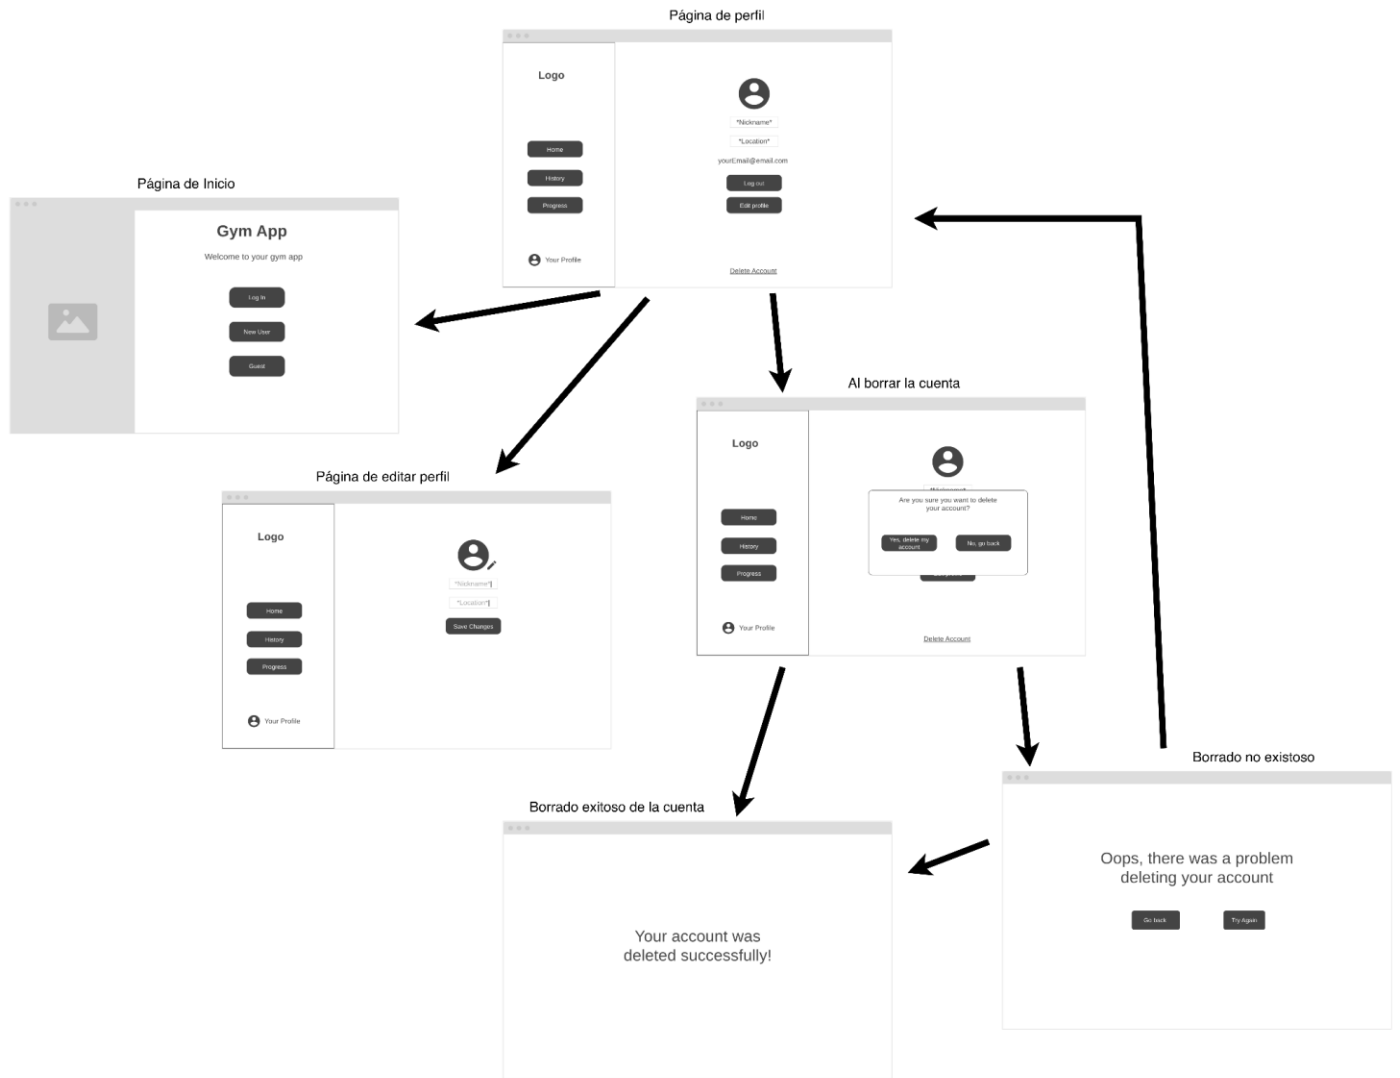 Página de perfil
Logo
*Nickname*
*Location*
Home
yourEmail@email.com
History
Log out
Progress
Edit profile
Your Profile
Delete Account
Página de Inicio
Gym App
Welcome to your gym app
Log In
New User
Guest
Al borrar la cuenta
Logo
Are you sure you want to delete
your account?
Home
Yes, delete my
account
No, go back
History
Progress
Your Profile
Delete Account
Página de editar perfil
Logo
*Nickname*
*Location*
Home
Save Changes
History
Progress
Your Profile
Borrado no existoso
Oops, there was a problem
deleting your account
Go back
Try Again
Borrado exitoso de la cuenta
Your account was
deleted successfully!